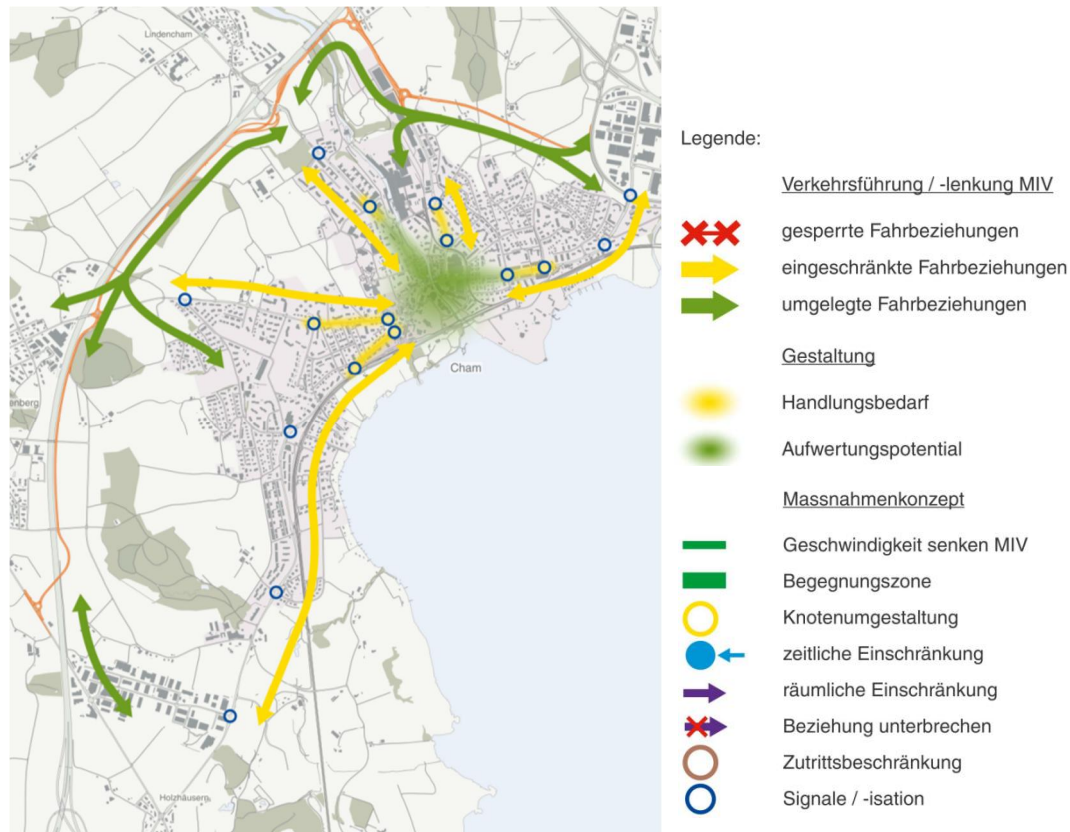 Lindencham
enberg
Cham
Holzhäusern
Legende:
Verkehrsführung / -lenkung MIV
gesperrte Fahrbeziehungen
eingeschränkte Fahrbeziehungen
umgelegte Fahrbeziehungen
Gestaltung
Handlungsbedarf
Aufwertungspotential
Massnahmenkonzept
Geschwindigkeit senken MIV
Begegnungszone
Knotenumgestaltung
zeitliche Einschränkung
räumliche Einschränkung
Beziehung unterbrechen
Zutrittsbeschränkung
Signale / -isation